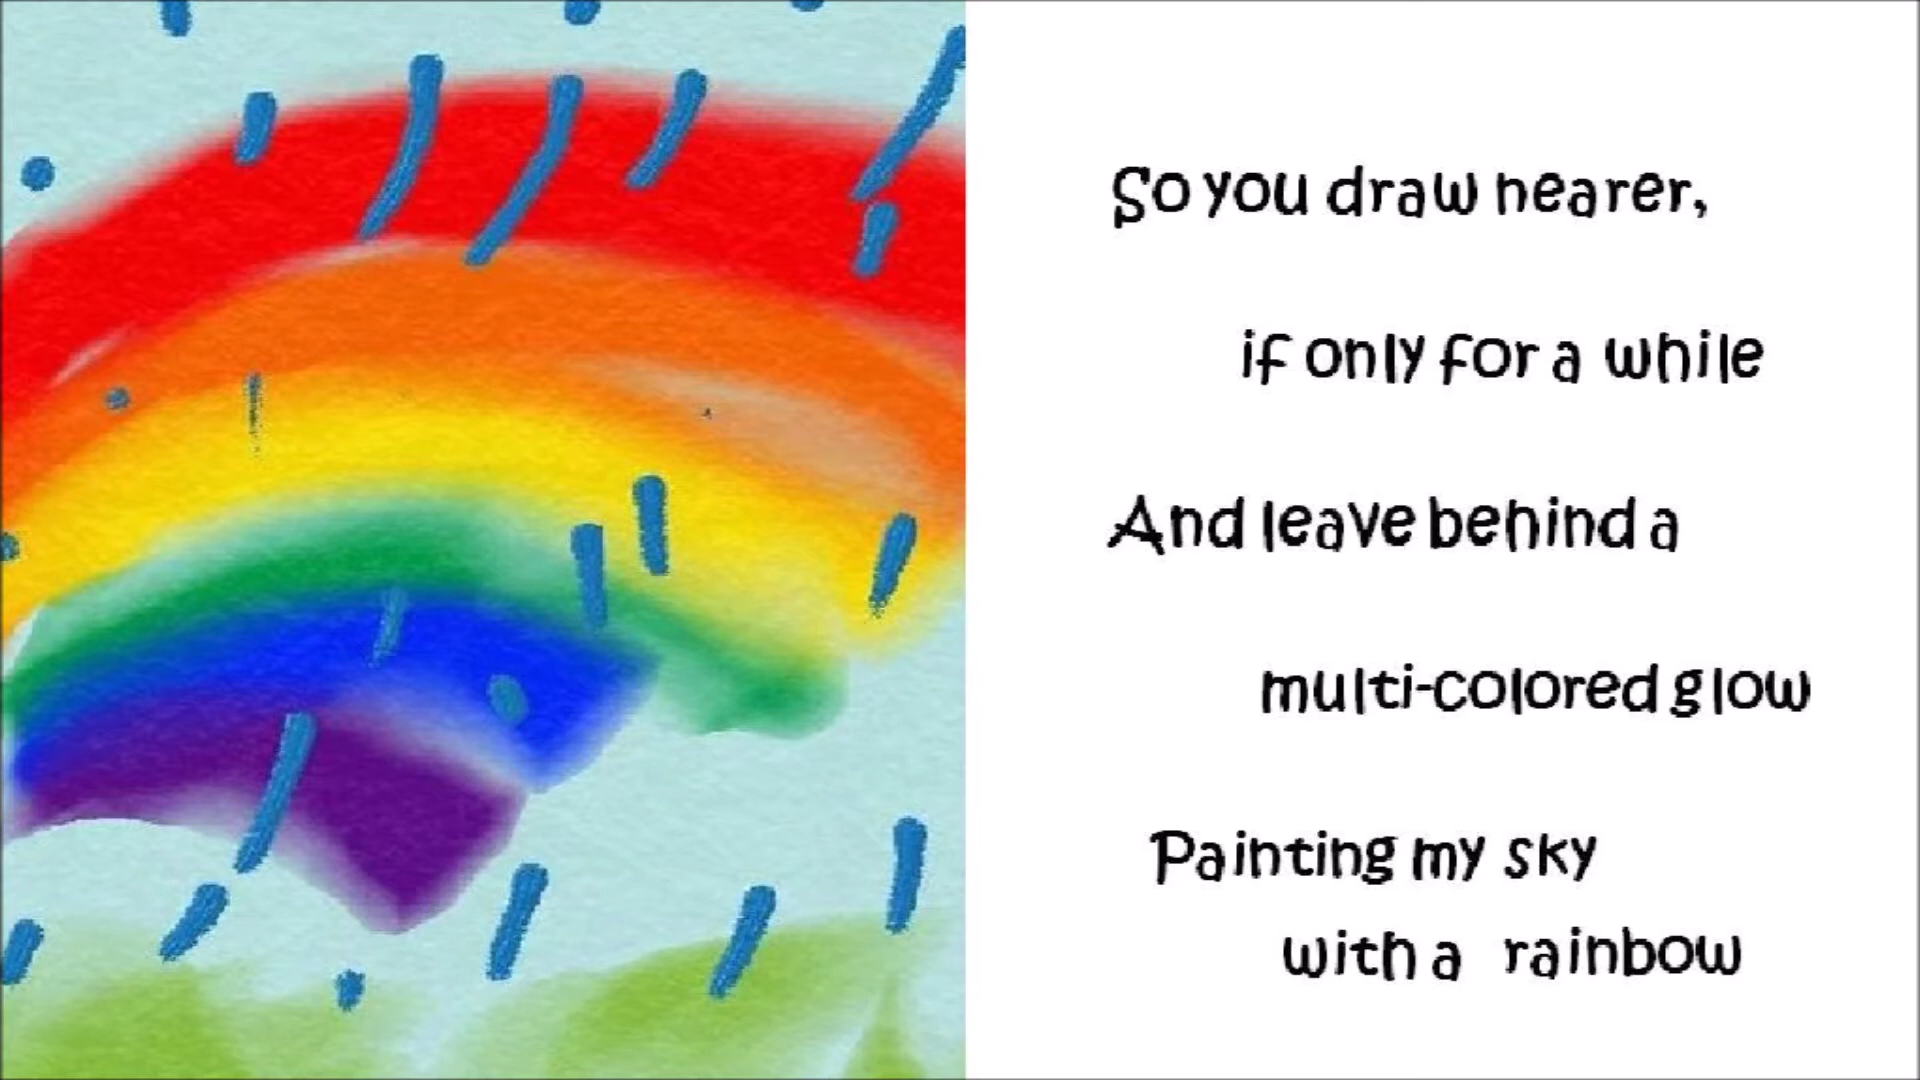 So you draw nearer,
if only for a while
And leave behind a
multi-colored glow
Painting my sky
with a rainbow